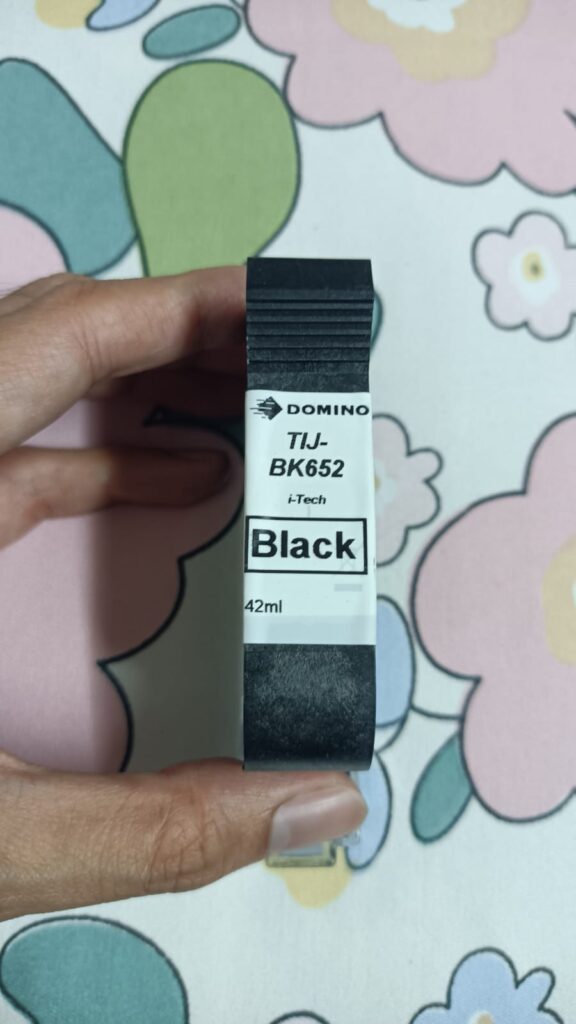 DOMINO
TIJ-
BK652
i-Tech
Black
42ml